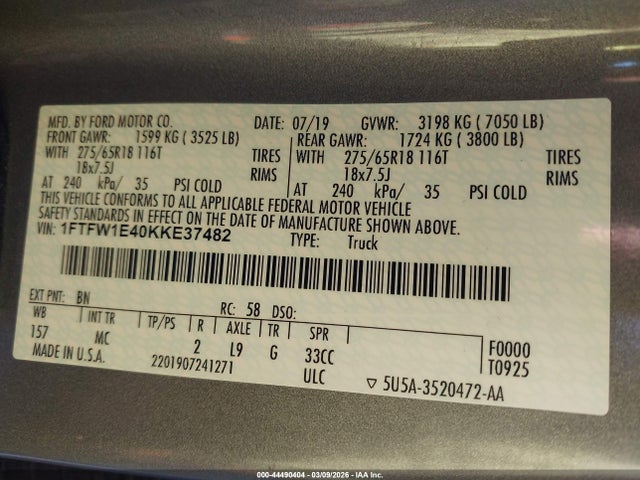 MFD. BY FORD MOTOR CO.
DATE: 07/19 GVWR: 3198 KG ( 7050 LB)
FRONT GAWR: 1599 KG ( 3525 LB)
WITH 275/65R18 116T TIRES
18x7.5J RIMS
AT 240 kPa/ 35 PSI COLD
REAR GAWR: 1724 KG ( 3800 LB)
WITH 275/65R18 116T TIRES
18x7.5J RIMS
AT 240 kPa/ 35 PSI COLD
THIS VEHICLE CONFORMS TO ALL APPLICABLE FEDERAL MOTOR VEHICLE
SAFETY STANDARDS IN EFFECT ON THE DATE OF MANUFACTURE SHOWN ABOVE.
VIN: 1FTFW1E40KKE37482
TYPE: Truck
EXT PNT: BN RC: 58 DSO:
WB INT TR TP/PS R AXLE TR SPR
157 MC 2 L9 G 33CC
F0000
T0925
MADE IN U.S.A.
2201907241271
ULC
▽ 5U5A-3520472-AA
000-44490404 | 03/09/2026 - IAA Inc.